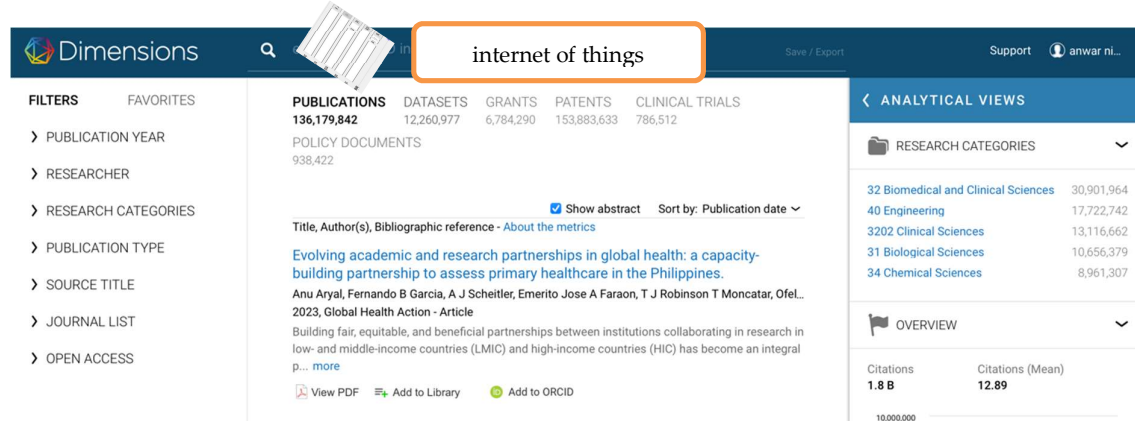 Dimensions
internet of things
Save / Export
Support
anwar ni...
FILTERS FAVORITES
PUBLICATION YEAR
RESEARCHER
RESEARCH CATEGORIES
PUBLICATION TYPE
SOURCE TITLE
JOURNAL LIST
OPEN ACCESS
PUBLICATIONS DATASETS GRANTS PATENTS CLINICAL TRIALS
136,179,842 12,260,977 6,784,290 153,883,633 786,512
POLICY DOCUMENTS
938,422
Show abstract Sort by: Publication date
Title, Author(s), Bibliographic reference - About the metrics
Evolving academic and research partnerships in global health: a capacity-
building partnership to assess primary healthcare in the Philippines.
Anu Aryal, Fernando B Garcia, A J Scheitler, Emerito Jose A Faraon, T J Robinson T Moncatar, Ofel...
2023, Global Health Action - Article
Building fair, equitable, and beneficial partnerships between institutions collaborating in research in
low- and middle-income countries (LMIC) and high-income countries (HIC) has become an integral
p... more
View PDF Add to Library Add to ORCID
ANALYTICAL VIEWS
RESEARCH CATEGORIES
32 Biomedical and Clinical Sciences 30,901,964
40 Engineering 17,722,742
3202 Clinical Sciences 13,116,662
31 Biological Sciences 10,656,379
34 Chemical Sciences 8,961,307
OVERVIEW
Citations Citations (Mean)
1.8 B 12.89
10,000,000